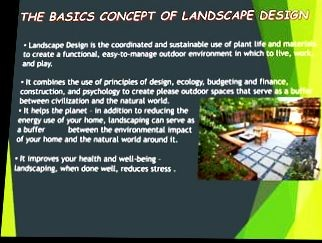 THE BASICS CONCEPT OF LANDSCAPE DESIGN
• Landscape Design is the coordinated and sustainable use of plant life and materials
to create a functional, easy-to-manage outdoor environment in which to live, work,
and play.
• It combines the use of principles of design, ecology, budgeting and finance,
construction, and psychology to create please outdoor spaces that serve as a buffer
between civilization and the natural world.
• It helps the planet – In addition to reducing the
energy use of your home, landscaping can serve as
a buffer between the environmental impact
of your home and the natural world around it.
• It improves your health and well-being –
landscaping, when done well, reduces stress .